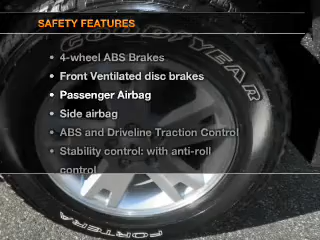 SAFETY FEATURES
GOODYEAR
• 4-wheel ABS Brakes
• Front Ventilated disc brakes
• Passenger Airbag
• Side airbag
• ABS and Driveline Traction Control
• Stability control: with anti-roll
control
FORTERA